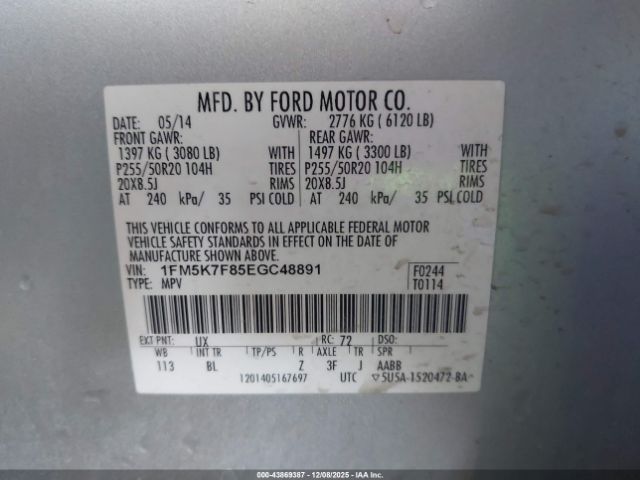 MFD. BY FORD MOTOR CO.
DATE: 05/14 GVWR: 2776 KG ( 6120 LB)
FRONT GAWR: REAR GAWR:
1397 KG ( 3080 LB) WITH 1497 KG ( 3300 LB) WITH
P255/50R20 104H TIRES P255/50R20 104H TIRES
20X8.5J RIMS 20X8.5J RIMS
AT 240 kPa/ 35 PSI COLD AT 240 kPa/ 35 PSI COLD
THIS VEHICLE CONFORMS TO ALL APPLICABLE FEDERAL MOTOR
VEHICLE SAFETY STANDARDS IN EFFECT ON THE DATE OF
MANUFACTURE SHOWN ABOVE.
VIN: 1FM5K7F85EGC48891 F0244
TYPE: MPV T0114
EXT PNT: UX RC: 72 DSO:
WB INT TR TP/PS R AXLE TR SPR
113 BL Z 3F J AABB
1201405167697 UTC ▽5U5A-1520472-BA
000-43869387 | 12/08/2025 - IAA Inc.